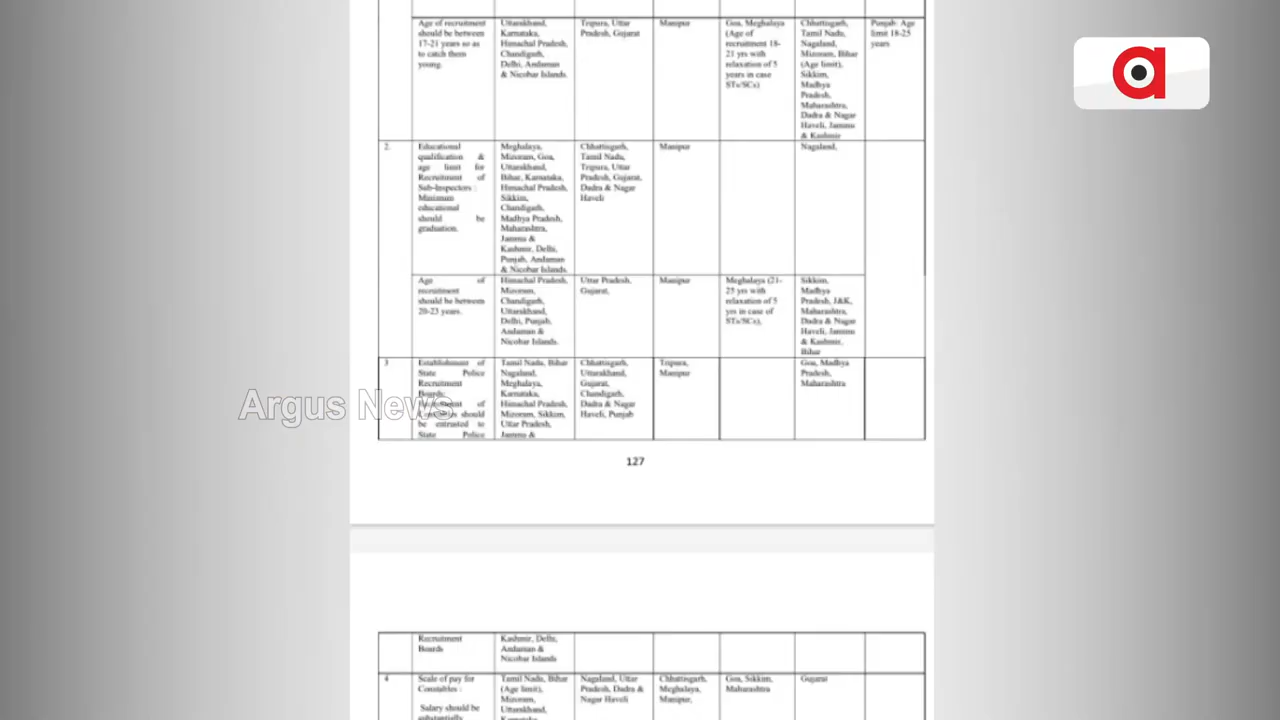 Age of recruitment
should be between
17-21 years so as
to catch them
young.
Uttarakhand,
Karnataka,
Himachal Pradesh,
Chandigarh,
Delhi, Andaman
& Nicobar Islands.
Tripura, Uttar
Pradesh, Gujarat
Manipur
Goa, Meghalaya
(Age of
recruitment 18-
21 yrs with
relaxation of 5
years in case
STs/SCs)
Chhattisgarh,
Tamil Nadu,
Nagaland,
Mizoram, Bihar
(Age limit),
Sikkim,
Madhya
Pradesh,
Maharashtra,
Dadra & Nagar
Haveli, Jammu
& Kashmir
Punjab- Age
limit 18-25
years
2.
Educational
qualification &
age limit for
Recruitment of
Sub-Inspectors :
Minimum
educational
should be
graduation.
Meghalaya,
Mizoram, Goa,
Uttarakhand,
Bihar, Karnataka,
Himachal Pradesh,
Sikkim,
Chandigarh,
Madhya Pradesh,
Maharashtra,
Jammu &
Kashmir, Delhi,
Punjab, Andaman
& Nicobar Islands.
Chhattisgarh,
Tamil Nadu,
Tripura, Uttar
Pradesh, Gujarat,
Dadra & Nagar
Haveli
Manipur
Nagaland,
Age of
recruitment
should be between
20-23 years.
Himachal Pradesh,
Mizoram,
Chandigarh,
Uttarakhand,
Delhi, Punjab,
Andaman &
Nicobar Islands.
Uttar Pradesh,
Gujarat,
Manipur
Meghalaya (21-
25 yrs with
relaxation of 5
yrs in case of
STs/SCs),
Sikkim,
Madhya
Pradesh, J&K,
Maharashtra,
Dadra & Nagar
Haveli, Jammu
& Kashmir,
Bihar
3
Establishment of
State Police
Recruitment
Boards:
Recruitment of
Constables should
be entrusted to
State Police
Tamil Nadu, Bihar
Nagaland,
Meghalaya,
Karnataka,
Himachal Pradesh,
Mizoram, Sikkim,
Uttar Pradesh,
Jammu &
Chhattisgarh,
Uttarakhand,
Gujarat,
Chandigarh,
Dadra & Nagar
Haveli, Punjab
Tripura,
Manipur
Goa, Madhya
Pradesh,
Maharashtra
Argus News
127
Recruitment
Boards
Kashmir, Delhi,
Andaman &
Nicobar Islands
4
Scale of pay for
Constables :
Salary should be
substantially
Tamil Nadu, Bihar
(Age limit),
Mizoram,
Uttarakhand,
Karnataka
Nagaland, Uttar
Pradesh, Dadra &
Nagar Haveli
Chhattisgarh,
Meghalaya,
Manipur,
Goa, Sikkim,
Maharashtra
Gujarat
a